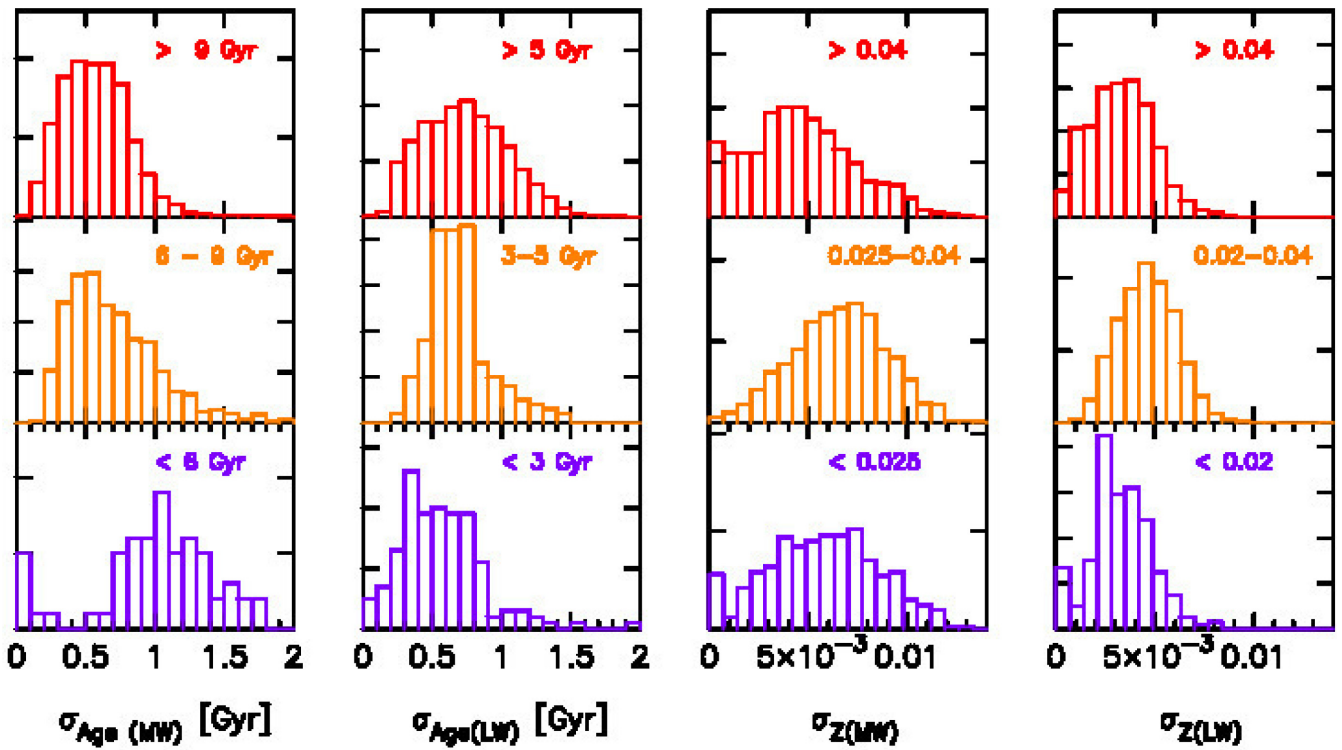 > 9 Gyr > 5 Gyr > 0.04 > 0.04
6 - 9 Gyr 3-5 Gyr 0.025-0.04 0.02-0.04
< 6 Gyr < 3 Gyr < 0.025 < 0.02
0 0.5 1 1.5 2 0 0.5 1 1.5 2 0 5×10⁻³ 0.01 0 5×10⁻³ 0.01
σAge (MW) [Gyr] σAge(LW) [Gyr] σZ(MW) σZ(LW)